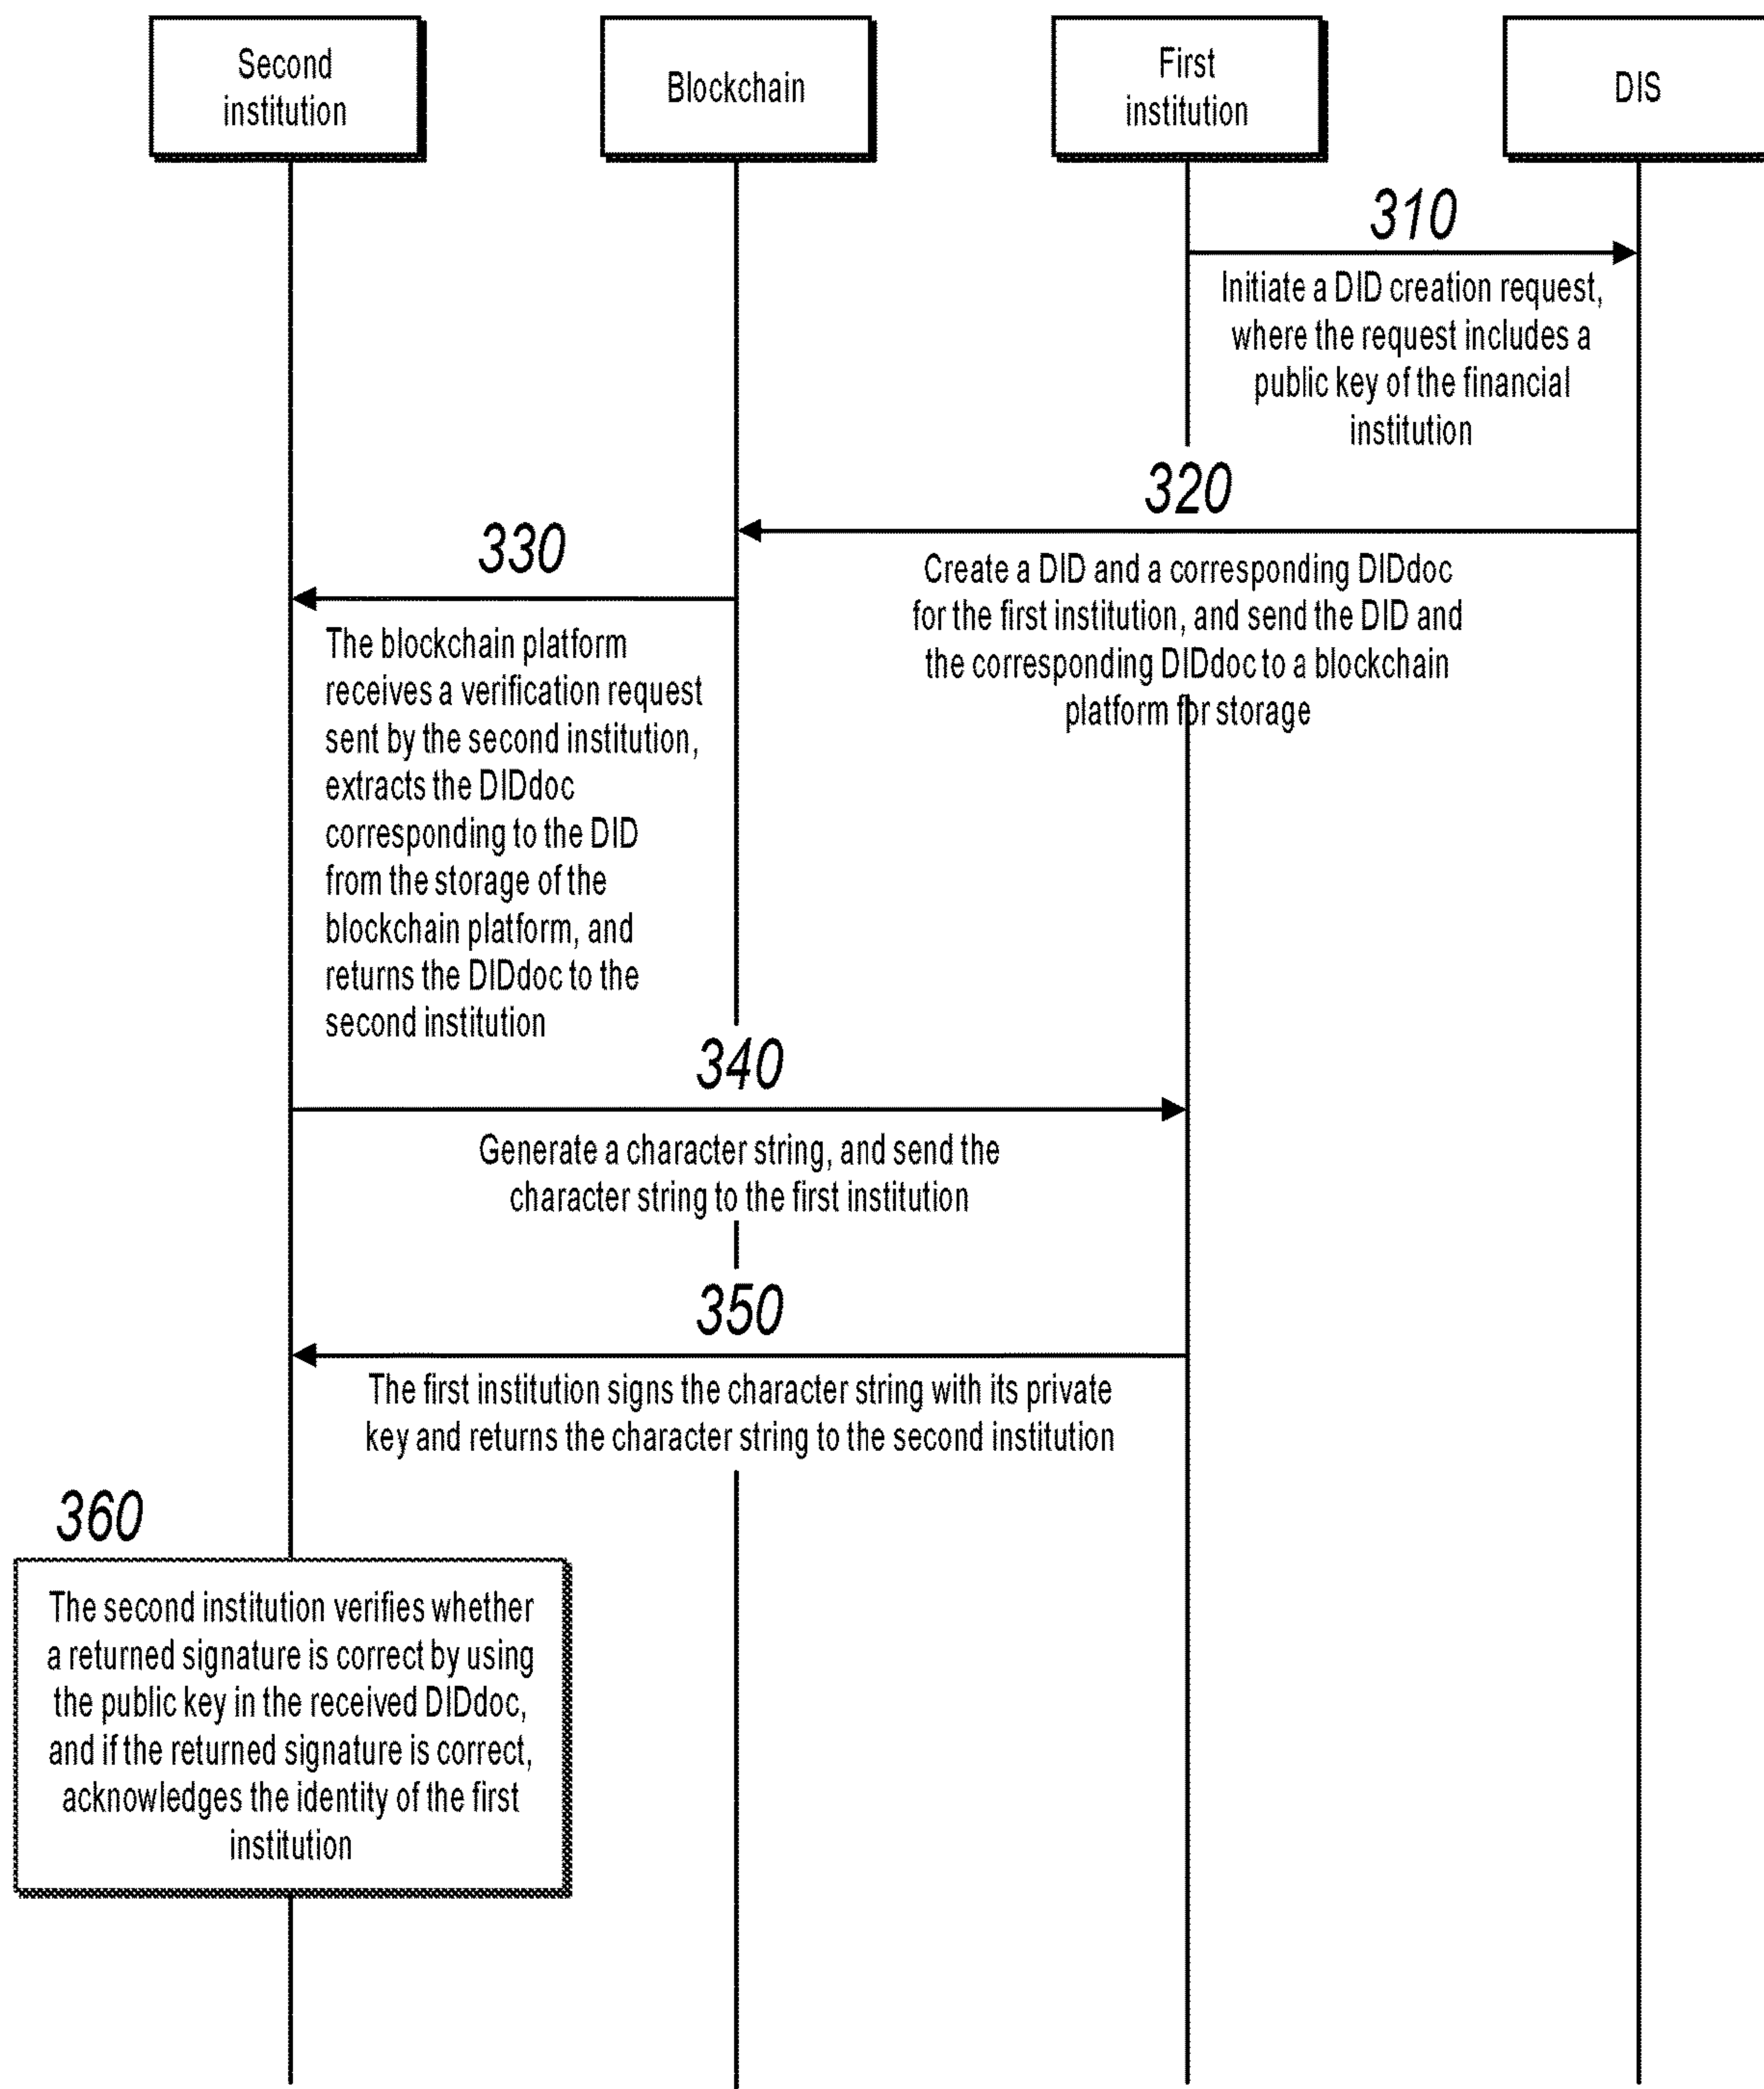 Second
institution
Blockchain
First
institution
DIS
310
Initiate a DID creation request,
where the request includes a
public key of the financial
institution
320
Create a DID and a corresponding DIDdoc
for the first institution, and send the DID and
the corresponding DIDdoc to a blockchain
platform for storage
330
The blockchain platform
receives a verification request
sent by the second institution,
extracts the DIDdoc
corresponding to the DID
from the storage of the
blockchain platform, and
returns the DIDdoc to the
second institution
340
Generate a character string, and send the
character string to the first institution
350
The first institution signs the character string with its private
key and returns the character string to the second institution
360
The second institution verifies whether
a returned signature is correct by using
the public key in the received DIDdoc,
and if the returned signature is correct,
acknowledges the identity of the first
institution